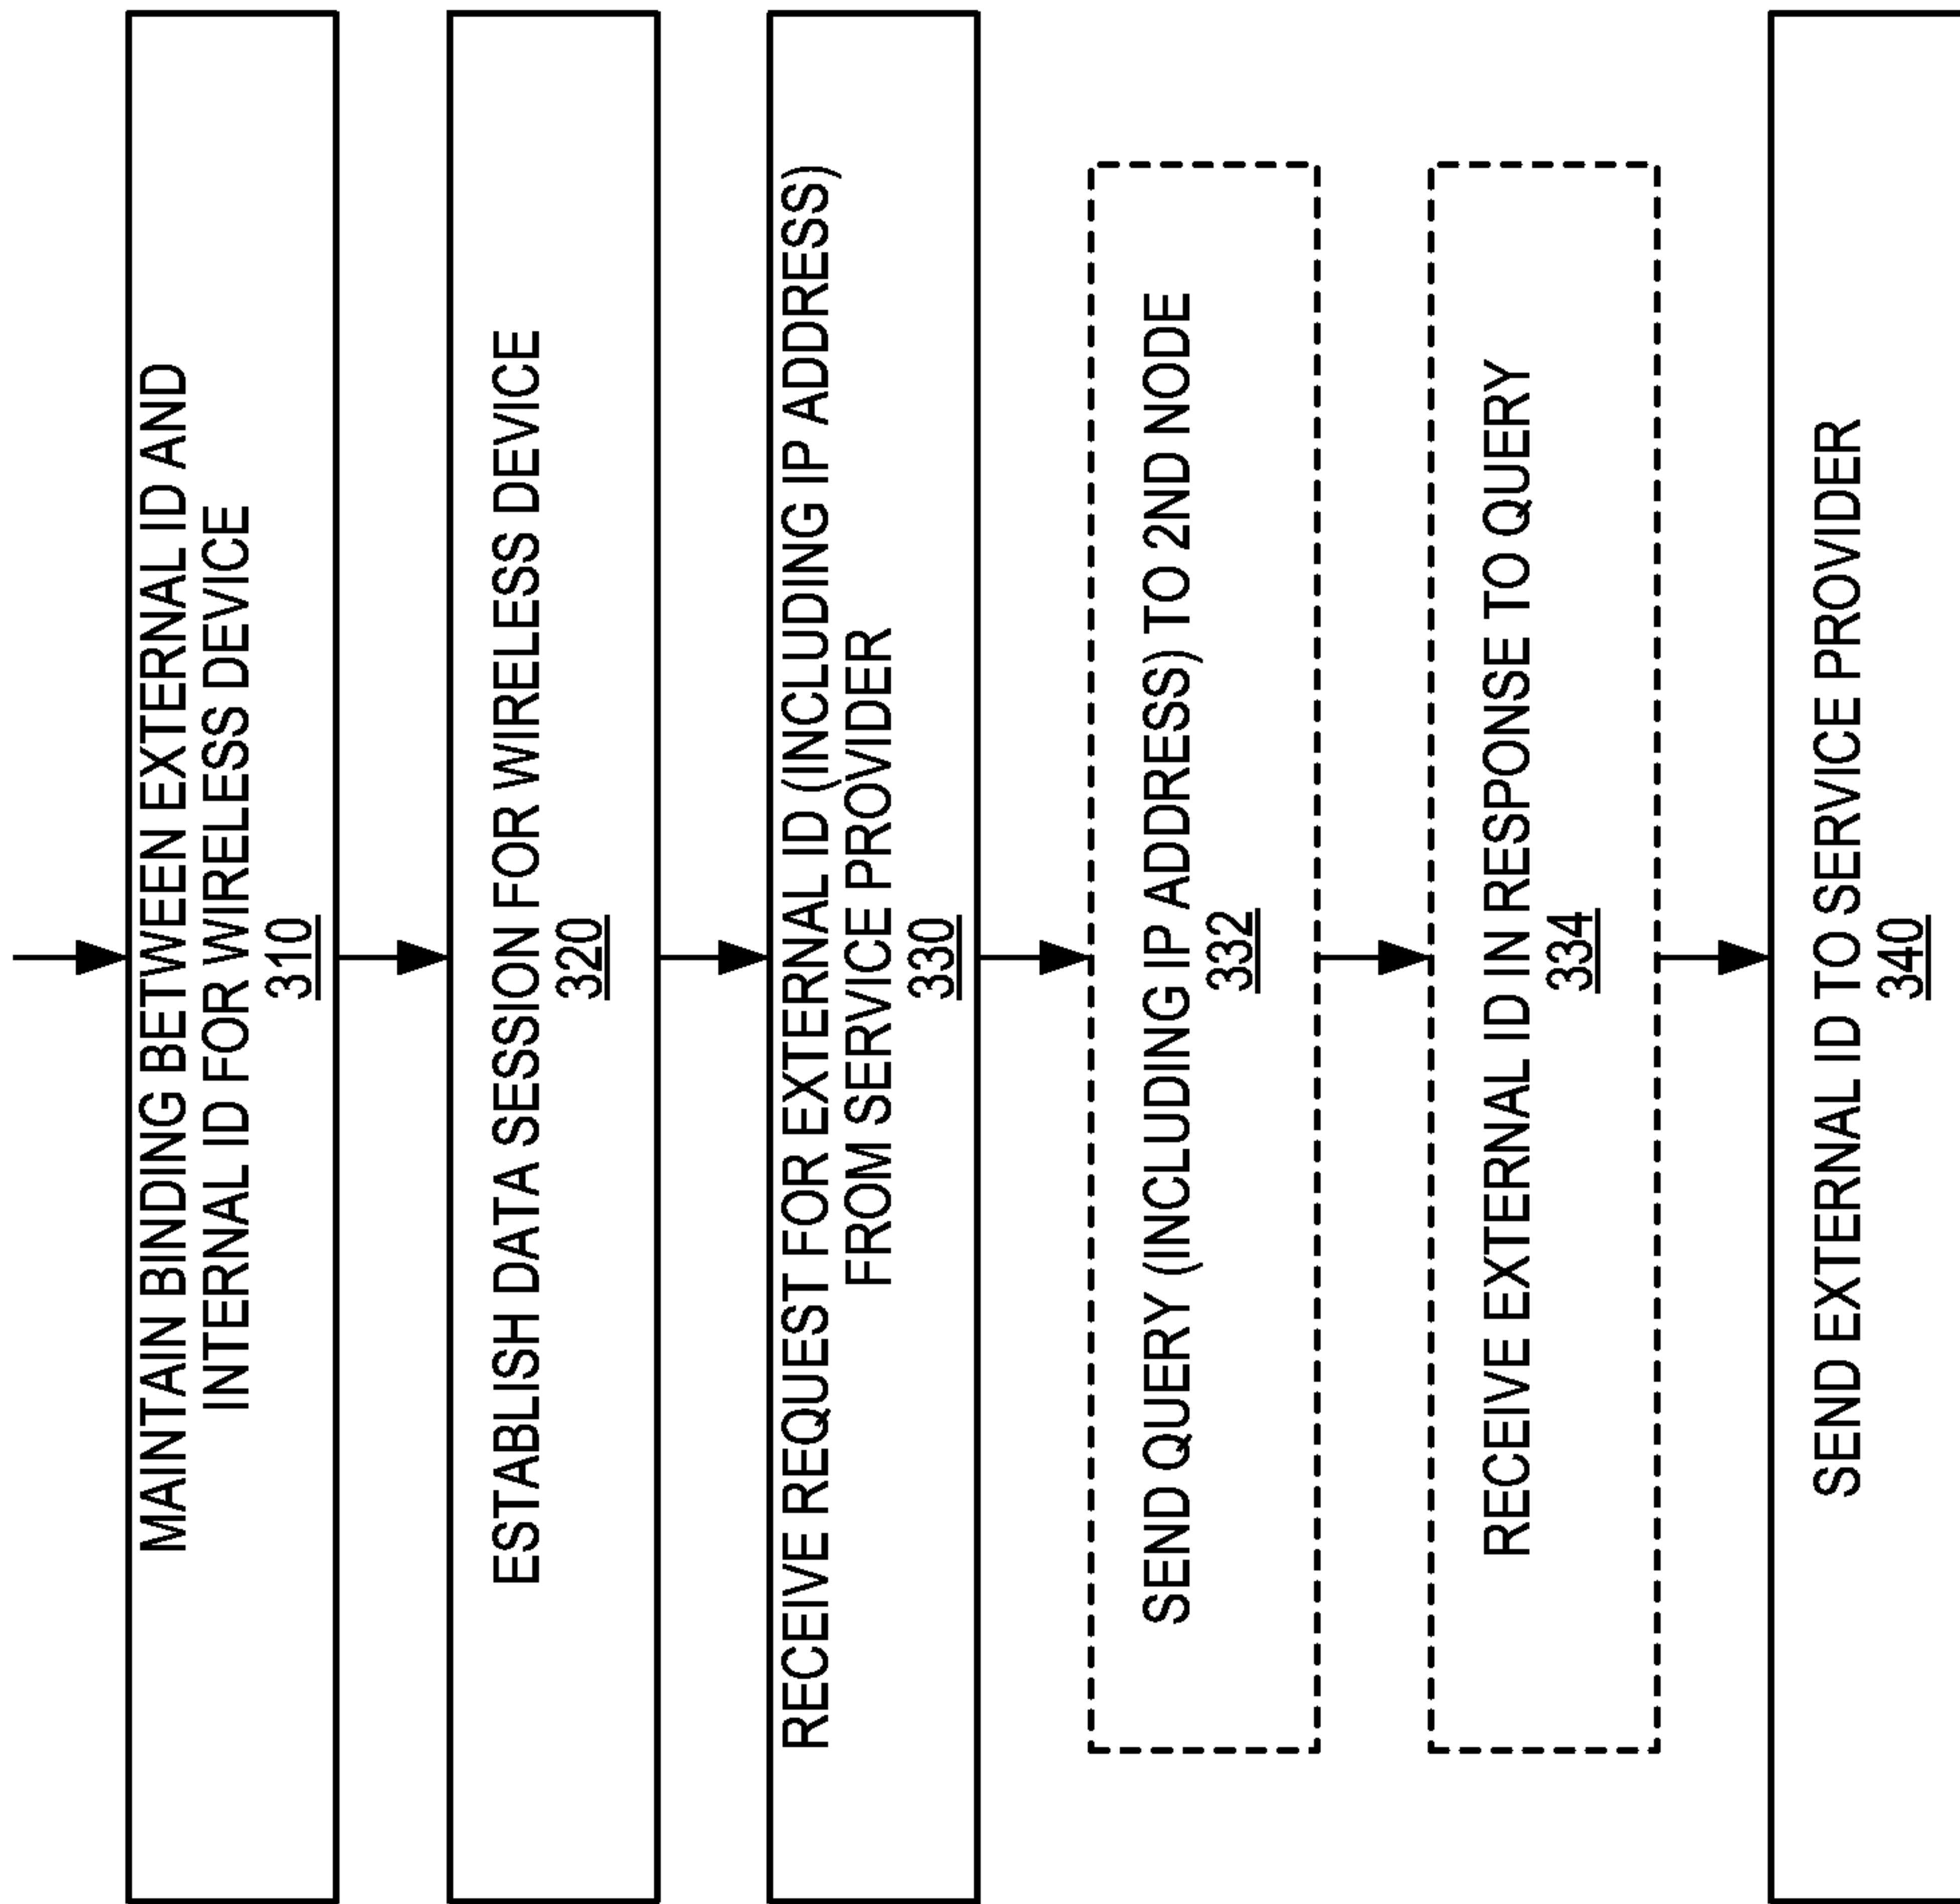 MAINTAIN BINDING BETWEEN EXTERNAL ID AND
INTERNAL ID FOR WIRELESS DEVICE
310
ESTABLISH DATA SESSION FOR WIRELESS DEVICE
320
RECEIVE REQUEST FOR EXTERNAL ID (INCLUDING IP ADDRESS)
FROM SERVICE PROVIDER
330
SEND QUERY (INCLUDING IP ADDRESS) TO 2ND NODE
332
RECEIVE EXTERNAL ID IN RESPONSE TO QUERY
334
SEND EXTERNAL ID TO SERVICE PROVIDER
340